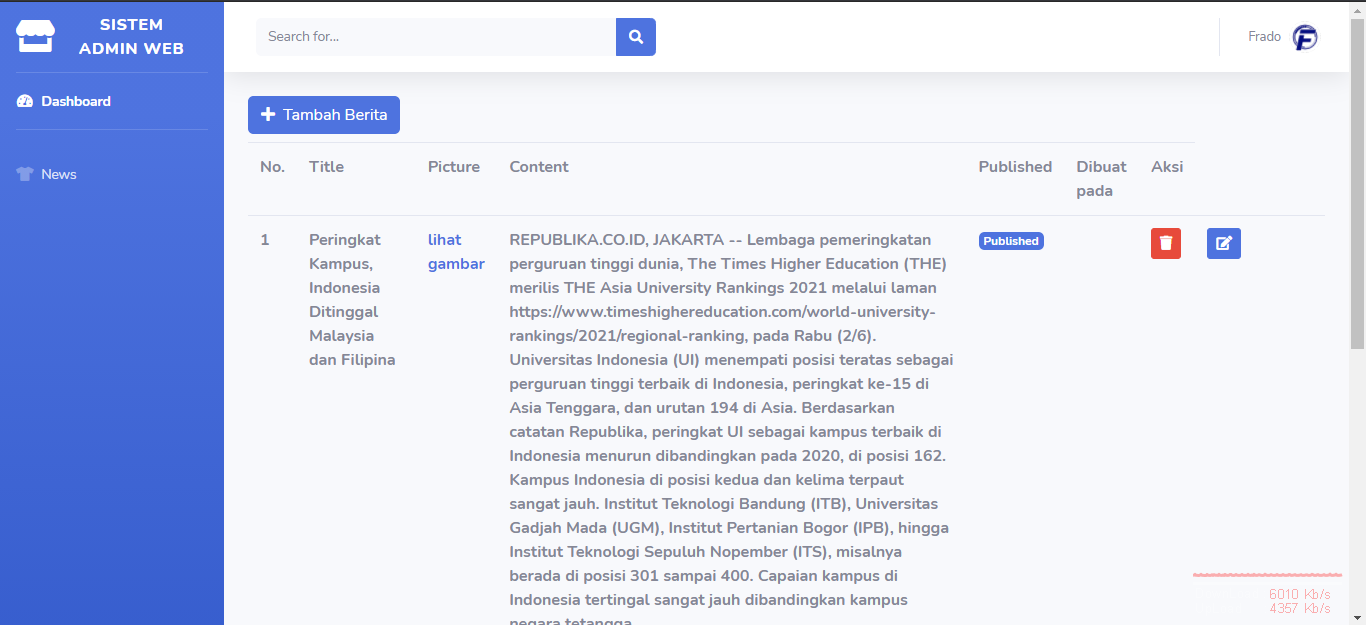 SISTEM
ADMIN WEB
Search for...
Frado
Dashboard
News
Tambah Berita
No. Title Picture Content Published Dibuat pada Aksi
1
Peringkat
Kampus,
Indonesia
Ditinggal
Malaysia
dan Filipina
lihat
gambar
REPUBLIKA.CO.ID, JAKARTA -- Lembaga pemeringkatan
perguruan tinggi dunia, The Times Higher Education (THE)
merilis THE Asia University Rankings 2021 melalui laman
https://www.timeshighereducation.com/world-university-
rankings/2021/regional-ranking, pada Rabu (2/6).
Universitas Indonesia (UI) menempati posisi teratas sebagai
perguruan tinggi terbaik di Indonesia, peringkat ke-15 di
Asia Tenggara, dan urutan 194 di Asia. Berdasarkan
catatan Republika, peringkat UI sebagai kampus terbaik di
Indonesia menurun dibandingkan pada 2020, di posisi 162.
Kampus Indonesia di posisi kedua dan kelima terpaut
sangat jauh. Institut Teknologi Bandung (ITB), Universitas
Gadjah Mada (UGM), Institut Pertanian Bogor (IPB), hingga
Institut Teknologi Sepuluh Nopember (ITS), misalnya
berada di posisi 301 sampai 400. Capaian kampus di
Indonesia tertingal sangat jauh dibandingkan kampus
negara tetangga.
Published
6010 Kb/s
4357 Kb/s